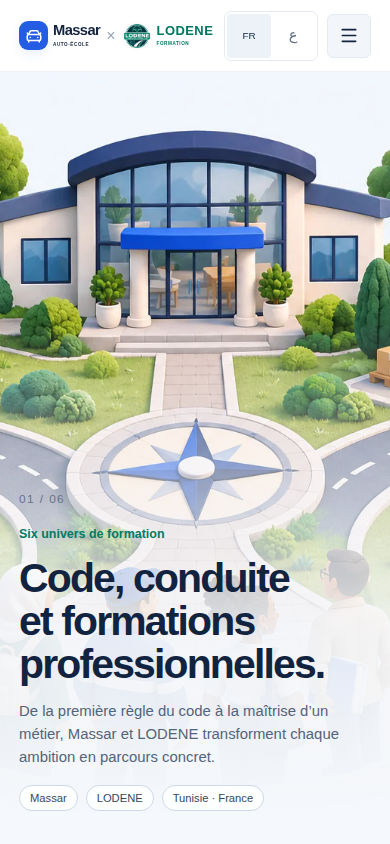 Massar
AUTO-ÉCOLE
×
LODENE
LODENE
FORMATION
FR
ع
01 / 06
Six univers de formation
Code, conduite
et formations
professionnelles.
De la première règle du code à la maîtrise d’un
métier, Massar et LODENE transforment chaque
ambition en parcours concret.
Massar
LODENE
Tunisie · France